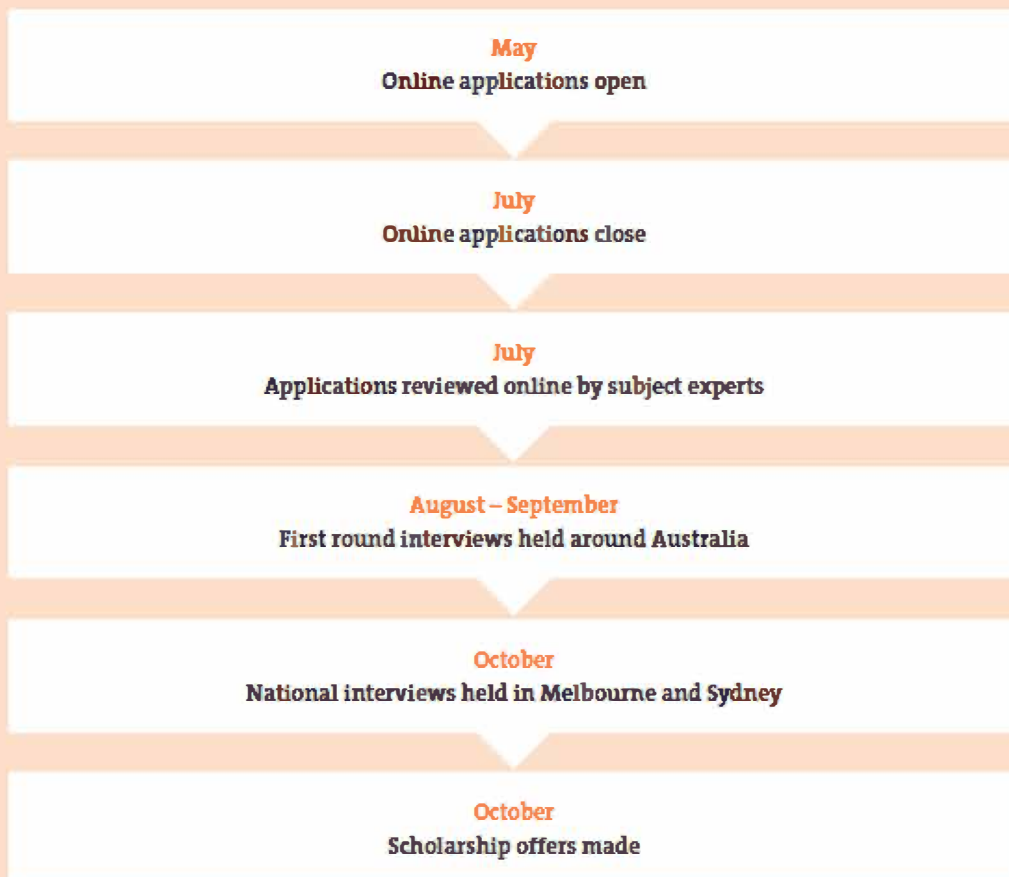 May
Online applications open
July
Online applications close
July
Applications reviewed online by subject experts
August – September
First round interviews held around Australia
October
National interviews held in Melbourne and Sydney
October
Scholarship offers made